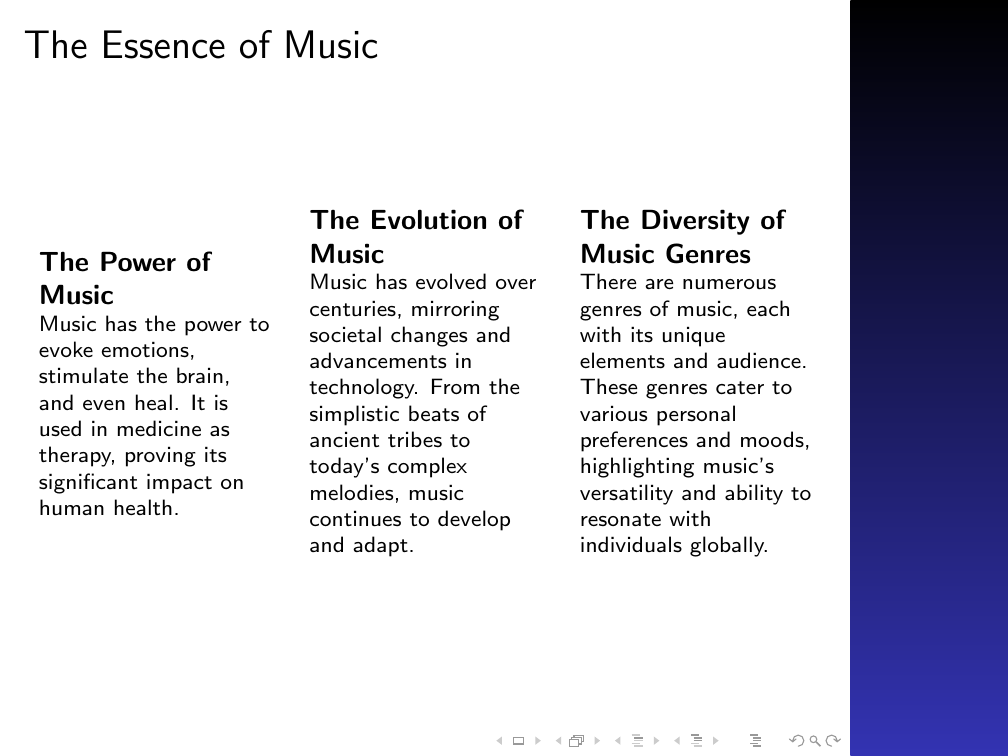 The Essence of Music
The Power of
Music
Music has the power to
evoke emotions,
stimulate the brain,
and even heal. It is
used in medicine as
therapy, proving its
significant impact on
human health.
The Evolution of
Music
Music has evolved over
centuries, mirroring
societal changes and
advancements in
technology. From the
simplistic beats of
ancient tribes to
today's complex
melodies, music
continues to develop
and adapt.
The Diversity of
Music Genres
There are numerous
genres of music, each
with its unique
elements and audience.
These genres cater to
various personal
preferences and moods,
highlighting music's
versatility and ability to
resonate with
individuals globally.